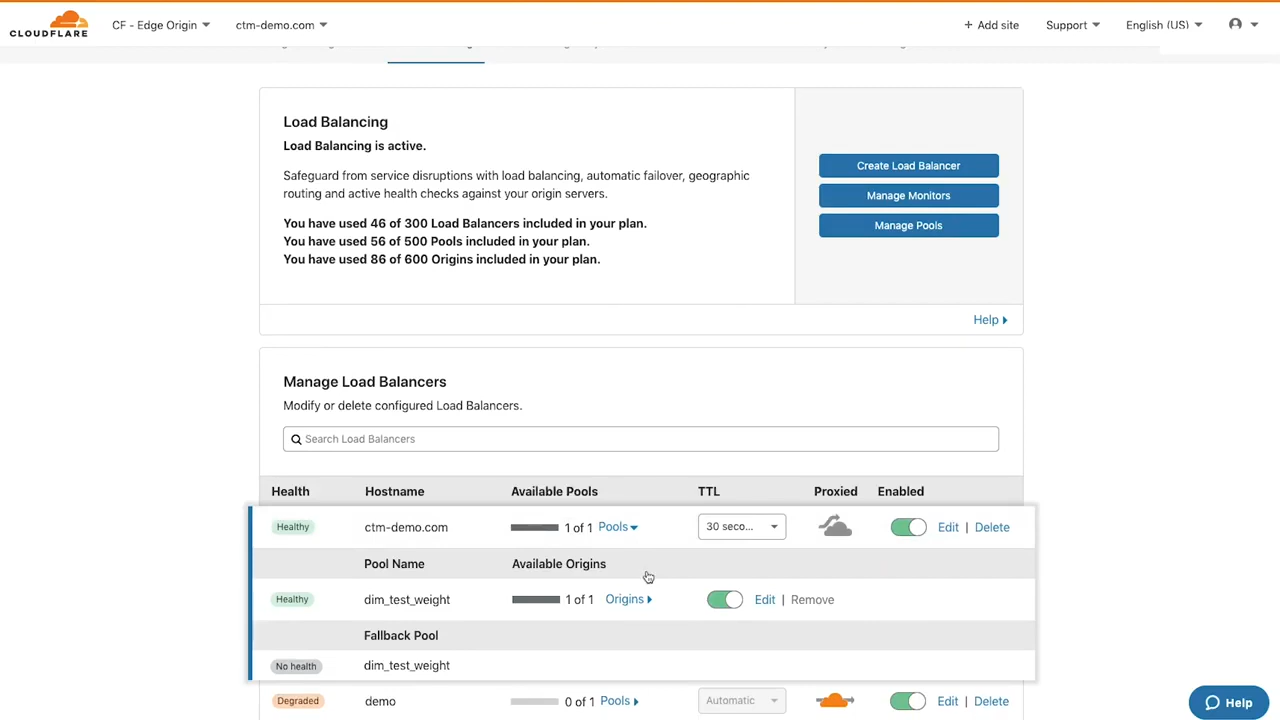 CLOUDFLARE
CF - Edge Origin
ctm-demo.com
+ Add site
Support
English (US)
Load Balancing
Load Balancing is active.
Safeguard from service disruptions with load balancing, automatic failover, geographic
routing and active health checks against your origin servers.
You have used 46 of 300 Load Balancers included in your plan.
You have used 56 of 500 Pools included in your plan.
You have used 86 of 600 Origins included in your plan.
Create Load Balancer
Manage Monitors
Manage Pools
Help
Manage Load Balancers
Modify or delete configured Load Balancers.
Search Load Balancers
Health Hostname Available Pools TTL Proxied Enabled
Healthy ctm-demo.com 1 of 1 Pools 30 seco... Edit | Delete
Pool Name Available Origins
Healthy dim_test_weight 1 of 1 Origins Edit | Remove
Fallback Pool
No health dim_test_weight
Degraded demo 0 of 1 Pools Automatic Edit | Delete
Help